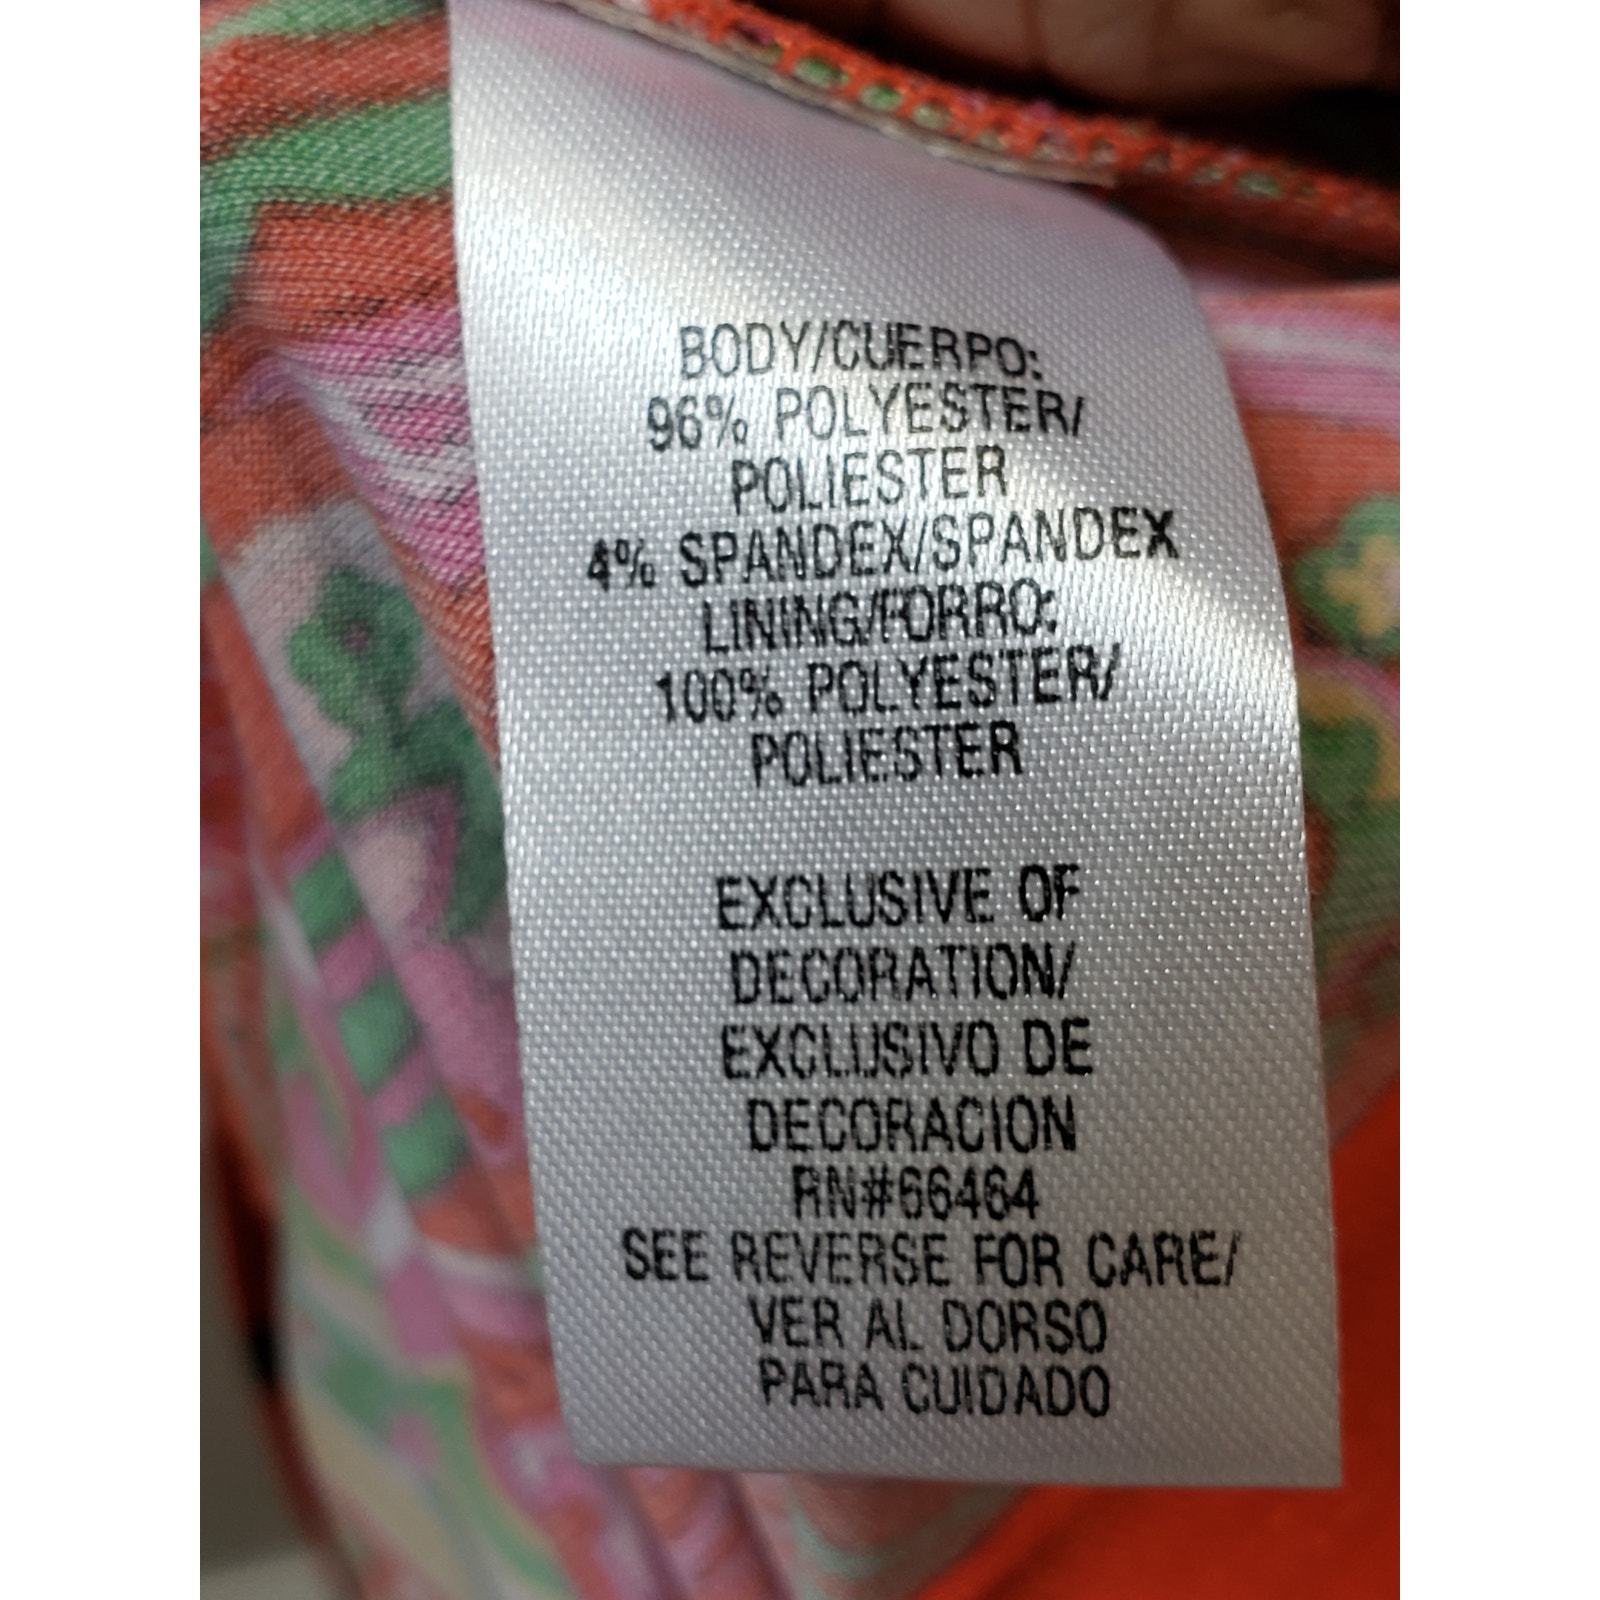 BODY/CUERPO:
96% POLYESTER/
POLIESTER
4% SPANDEX/SPANDEX
LINING/FORRO:
100% POLYESTER/
POLIESTER
EXCLUSIVE OF
DECORATION/
EXCLUSIVO DE
DECORACION
RN#66464
SEE REVERSE FOR CARE/
VER AL DORSO
PARA CUIDADO